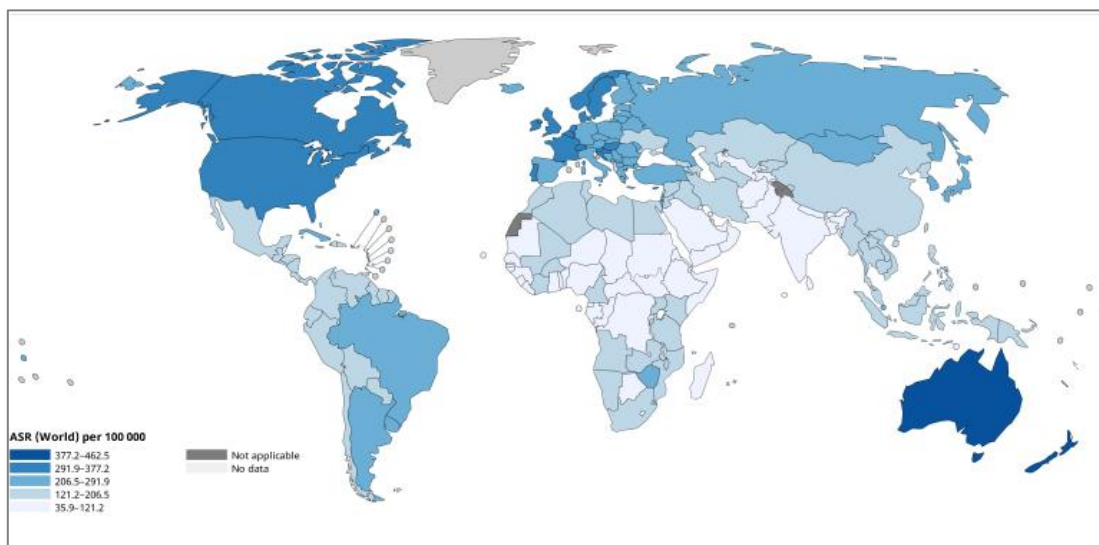 ASR (World) per 100 000
377.2–462.5
291.9–377.2
206.5–291.9
121.2–206.5
35.9–121.2
Not applicable
No data